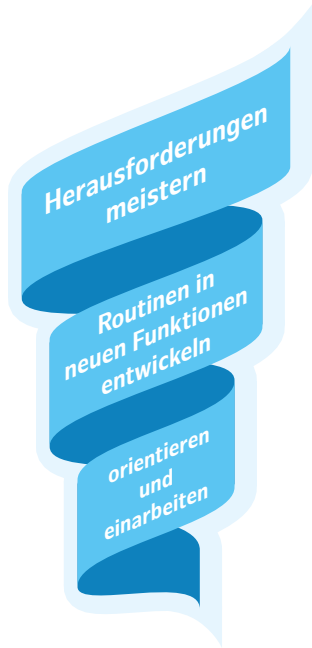 Herausforderungen
meistern
Routinen in
neuen Funktionen
entwickeln
orientieren
und
einarbeiten